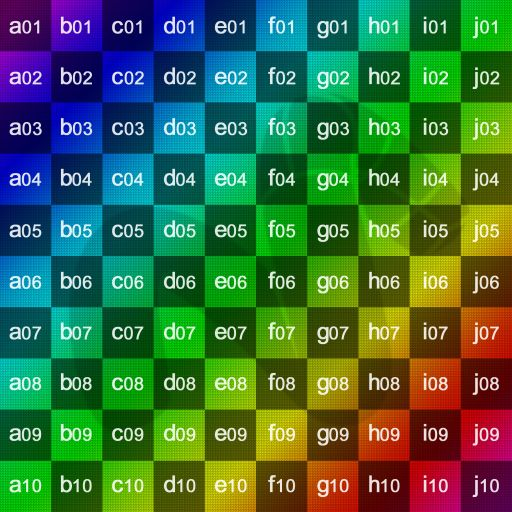 a01 b01 c01 d01 e01 f01 g01 h01 i01 j01
a02 b02 c02 d02 e02 f02 g02 h02 i02 j02
a03 b03 c03 d03 e03 f03 g03 h03 i03 j03
a04 b04 c04 d04 e04 f04 g04 h04 i04 j04
a05 b05 c05 d05 e05 f05 g05 h05 i05 j05
a06 b06 c06 d06 e06 f06 g06 h06 i06 j06
a07 b07 c07 d07 e07 f07 g07 h07 i07 j07
a08 b08 c08 d08 e08 f08 g08 h08 i08 j08
a09 b09 c09 d09 e09 f09 g09 h09 i09 j09
a10 b10 c10 d10 e10 f10 g10 h10 i10 j10